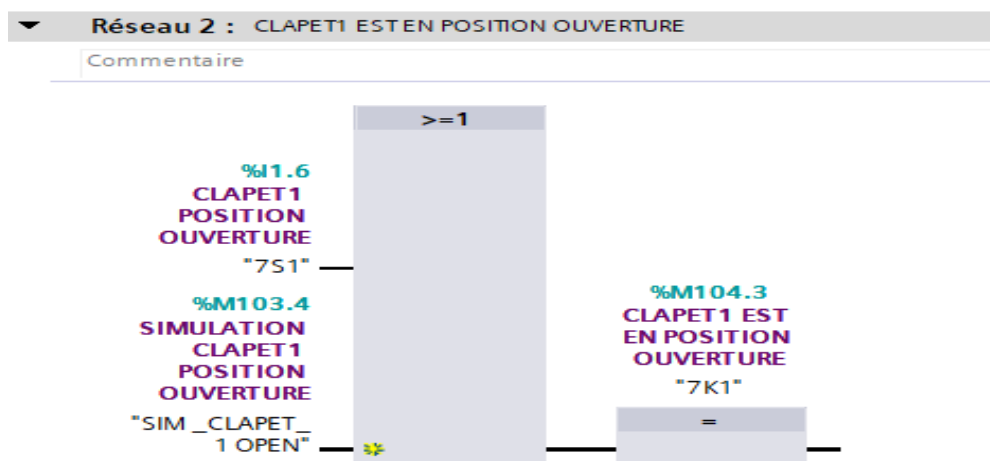 Réseau 2 : CLAPET1 EST EN POSITION OUVERTURE
Commentaire
>=1
%I1.6
CLAPET1
POSITION
OUVERTURE
"7S1"
%M103.4
SIMULATION
CLAPET1
POSITION
OUVERTURE
"SIM _CLAPET_
1 OPEN"
%M104.3
CLAPET1 EST
EN POSITION
OUVERTURE
"7K1"
=